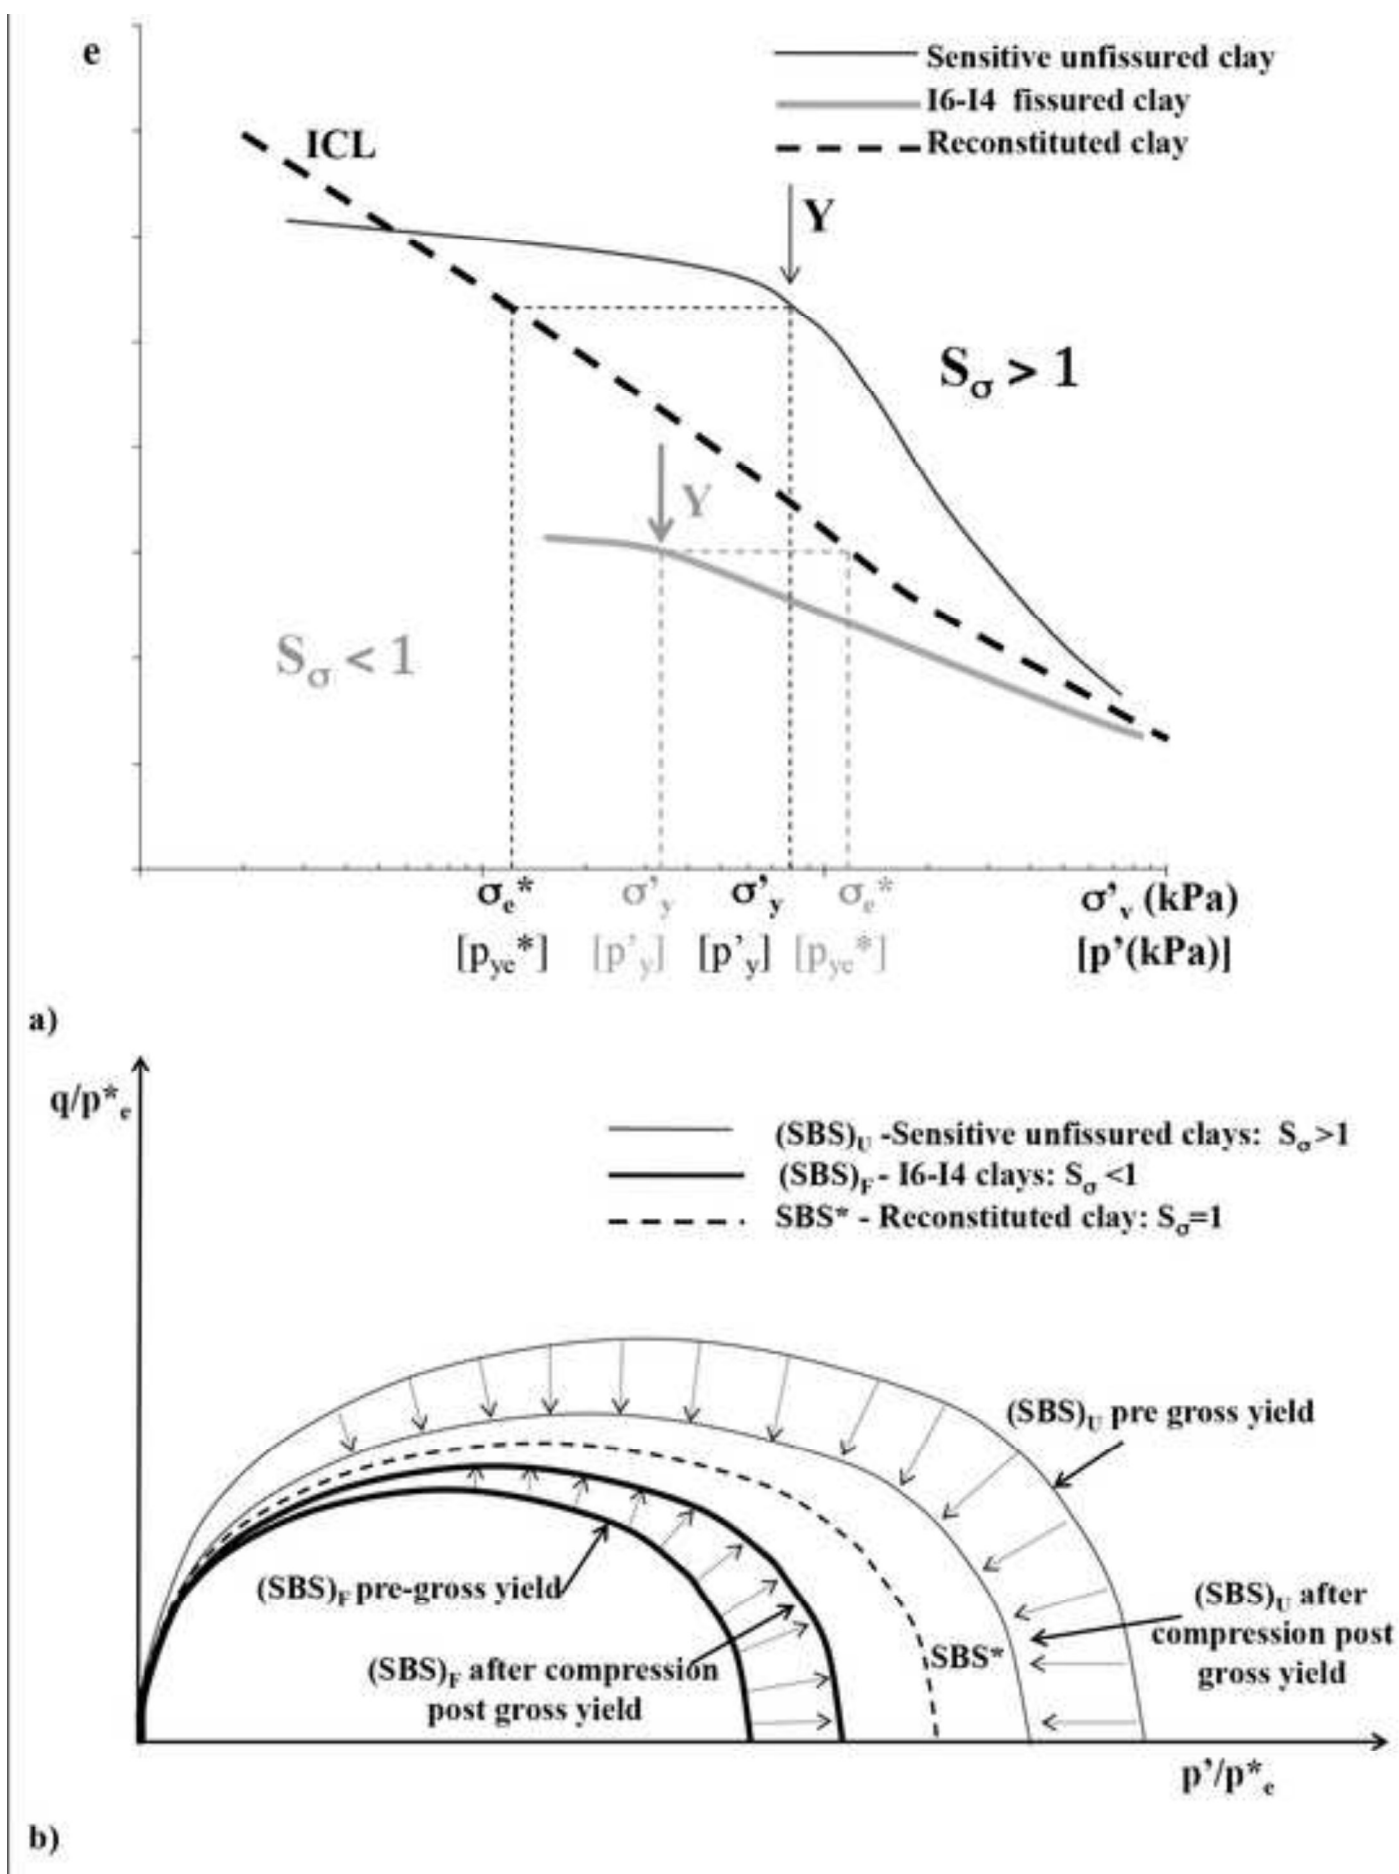 e
Sensitive unfissured clay
I6-I4 fissured clay
Reconstituted clay
ICL
Y
Sσ > 1
Y
Sσ < 1
σe* σ'y σ'y σe* σ'v (kPa)
[pye*] [p'y] [p'y] [pye*] [p'(kPa)]
a)
q/p*e
(SBS)U -Sensitive unfissured clays: Sσ>1
(SBS)F - I6-I4 clays: Sσ <1
SBS* - Reconstituted clay: Sσ=1
(SBS)U pre gross yield
(SBS)F pre-gross yield
(SBS)U after
compression post
gross yield
SBS*
(SBS)F after compression
post gross yield
p'/p*e
b)